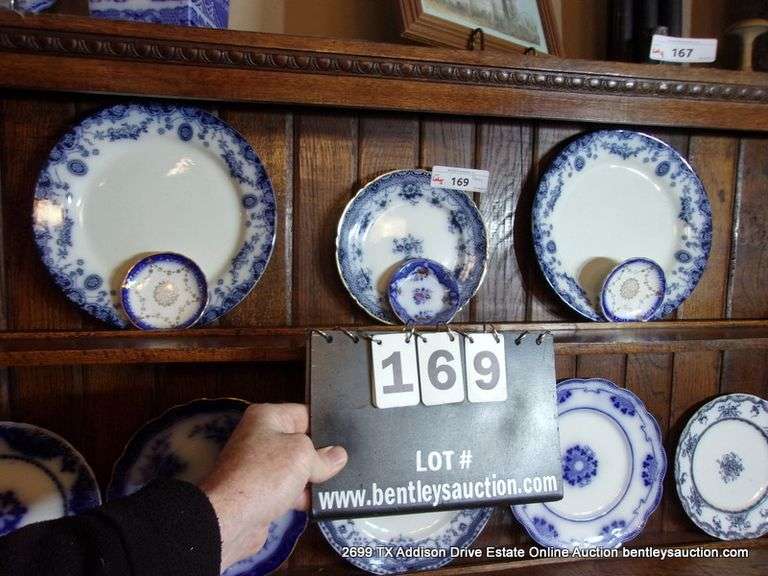 167
169
169
LOT #
www.bentleysauction.com
2699 TX Addison Drive Estate Online Auction bentleysauction.com